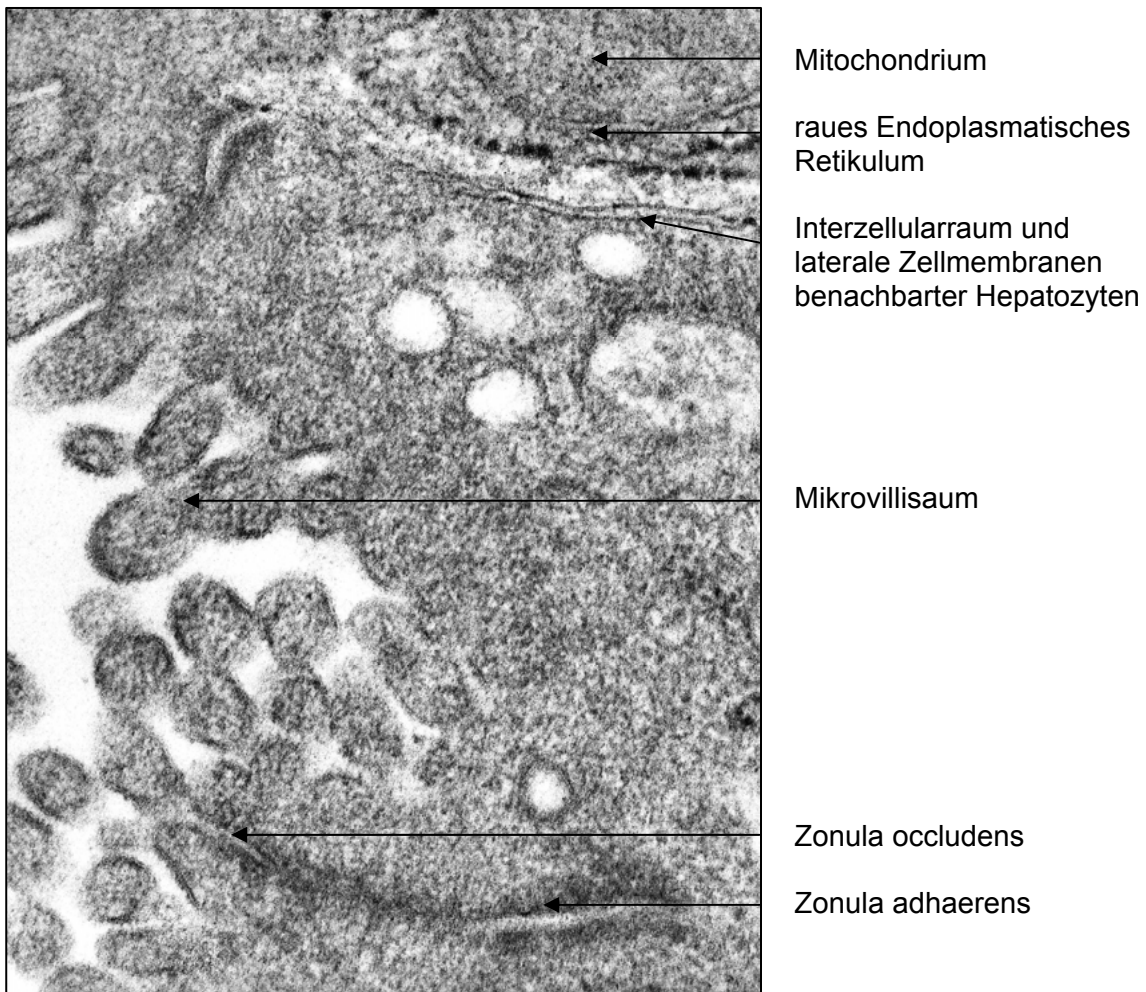 Mitochondrium
raues Endoplasmatisches
Retikulum
Interzellularraum und
laterale Zellmembranen
benachbarter Hepatozyten
Mikrovillisaum
Zonula occludens
Zonula adhaerens